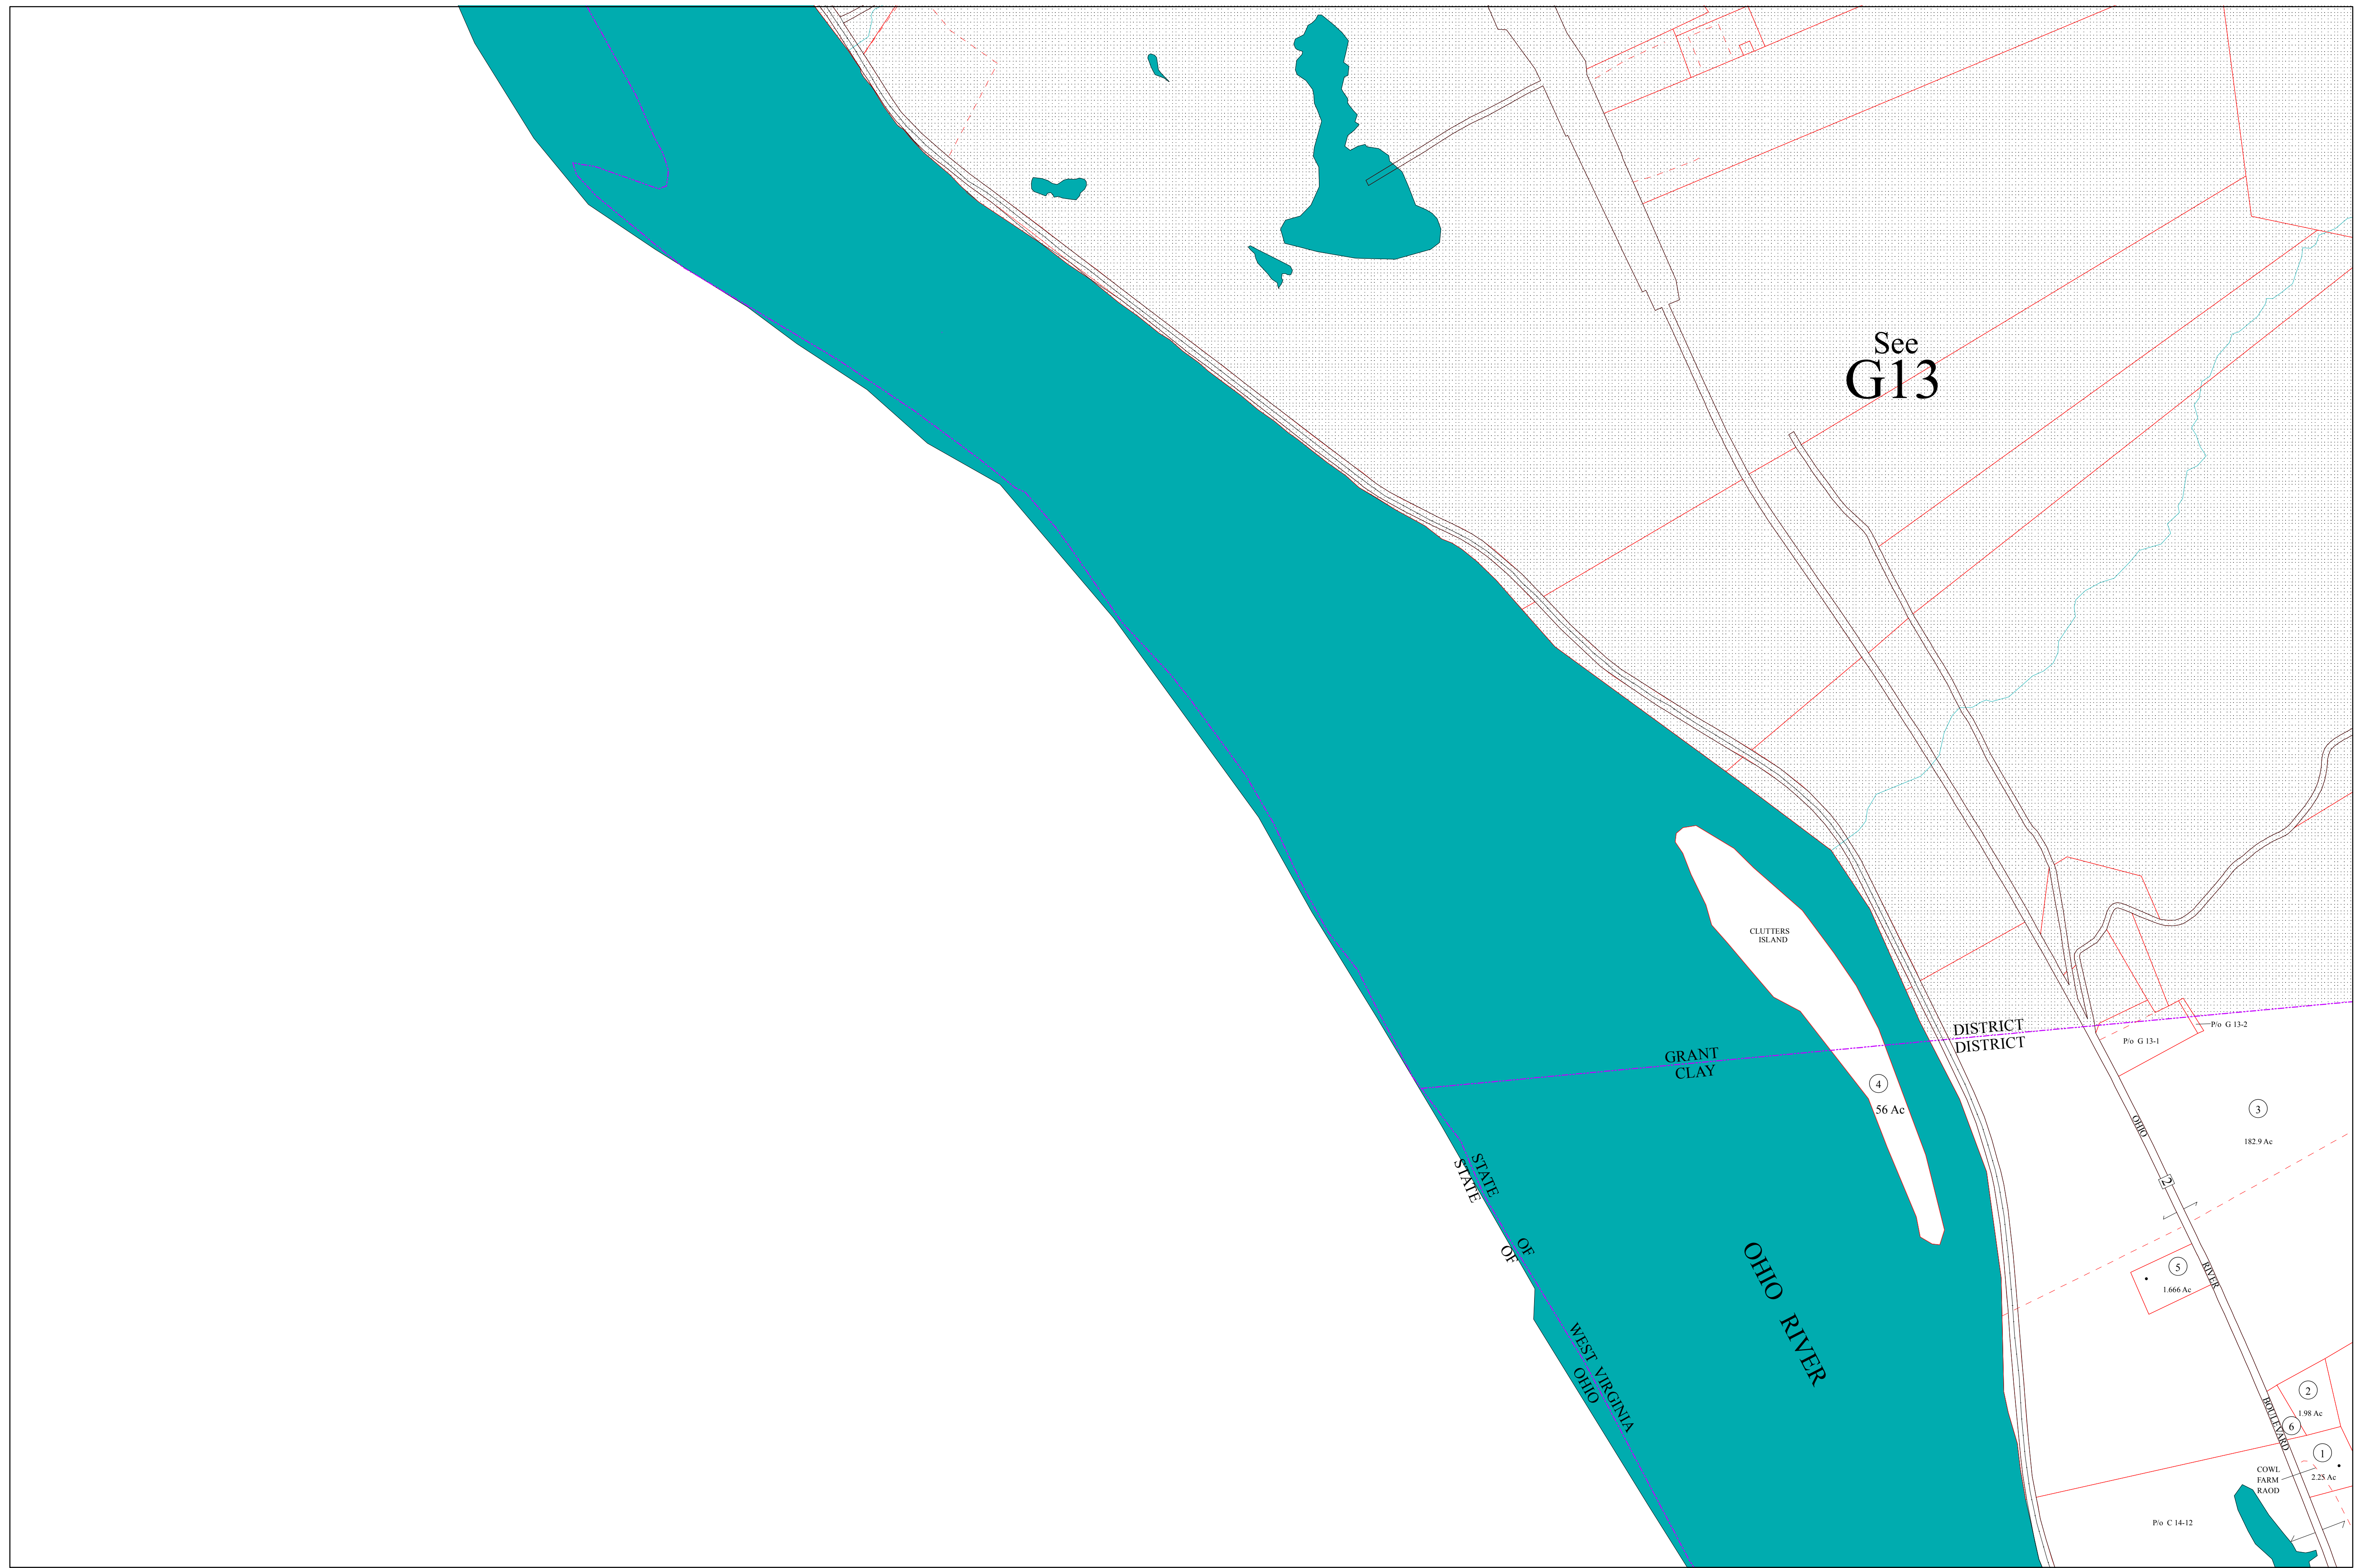 See
G13
CLUTTERS
ISLAND
GRANT DISTRICT
CLAY DISTRICT
P/o G 13-2
P/o G 13-1
4
56 Ac
3
182.9 Ac
OHIO RIVER BOULEVARD
2
STATE OF WEST VIRGINIA
STATE OF OHIO
OHIO RIVER
5
1.666 Ac
2
1.98 Ac
6
1
2.25 Ac
COWL
FARM
RAOD
P/o C 14-12